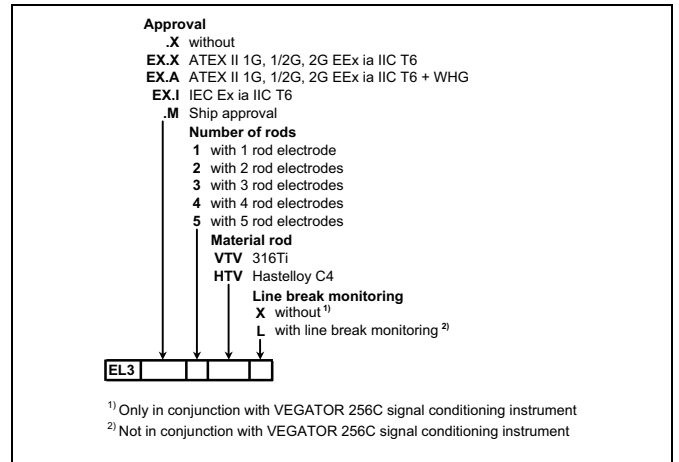 Approval
.X without
EX.X ATEX II 1G, 1/2G, 2G EEx ia IIC T6
EX.A ATEX II 1G, 1/2G, 2G EEx ia IIC T6 + WHG
EX.I IEC Ex ia IIC T6
.M Ship approval
Number of rods
1 with 1 rod electrode
2 with 2 rod electrodes
3 with 3 rod electrodes
4 with 4 rod electrodes
5 with 5 rod electrodes
Material rod
VTV 316Ti
HTV Hastelloy C4
Line break monitoring
X without 1)
L with line break monitoring 2)
EL3
1) Only in conjunction with VEGATOR 256C signal conditioning instrument
2) Not in conjunction with VEGATOR 256C signal conditioning instrument